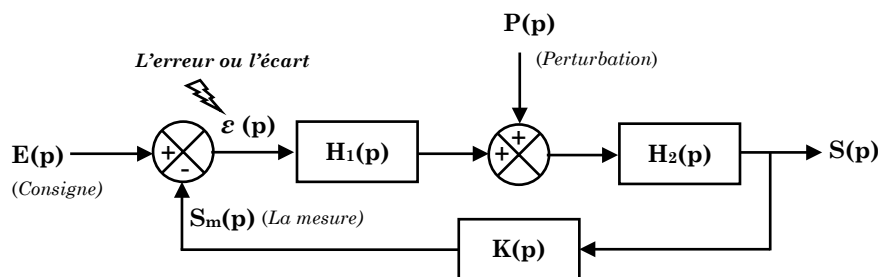 P(p)
(Perturbation)
L'erreur ou l'écart
ε (p)
+
-
+
+
E(p)
(Consigne)
H₁(p)
H₂(p)
S(p)
Sₘ(p) (La mesure)
K(p)